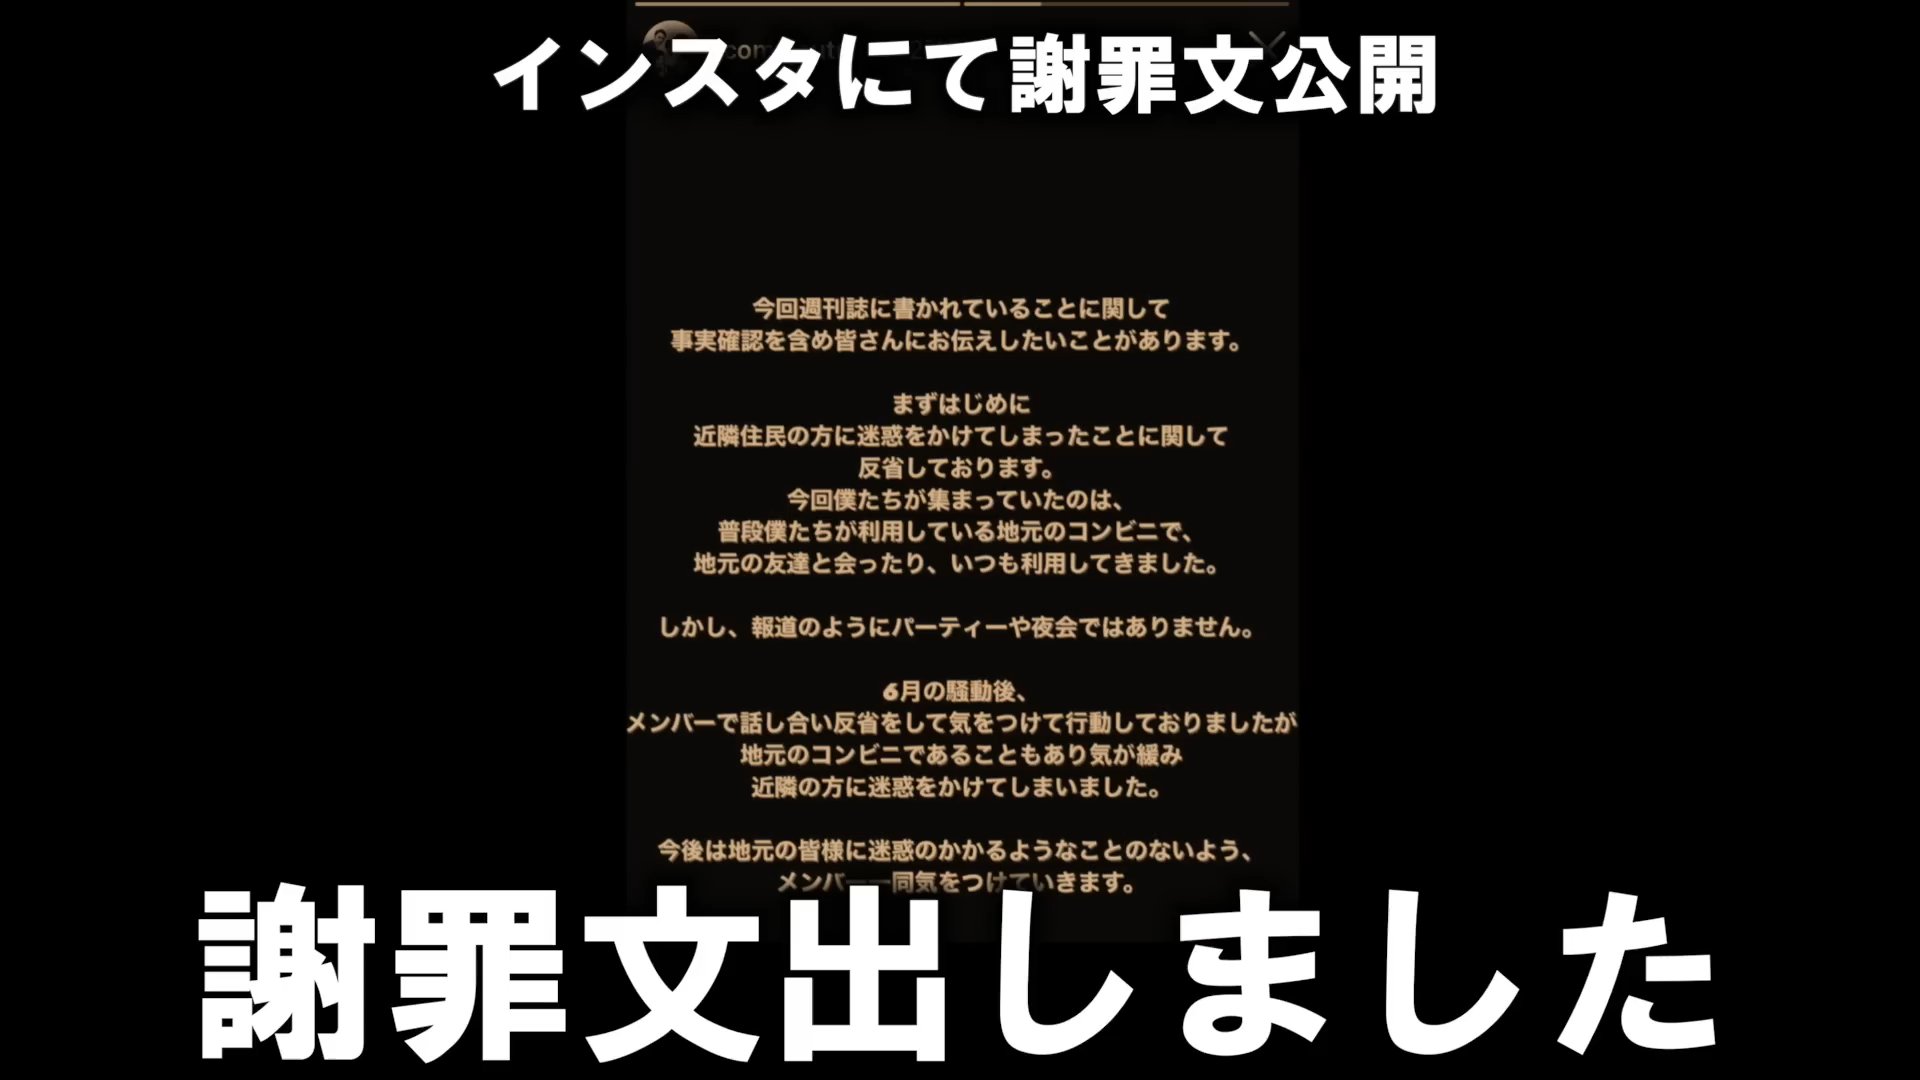 インスタにて謝罪文公開
今回週刊誌に書かれていることに関して
事実確認を含め皆さんにお伝えしたいことがあります。
まずはじめに
近隣住民の方に迷惑をかけてしまったことに関して
反省しております。
今回僕たちが集まっていたのは、
普段僕たちが利用している地元のコンビニで、
地元の友達と会ったり、いつも利用してきました。
しかし、報道のようにパーティーや夜会ではありません。
6月の騒動後、
メンバーで話し合い反省をして気をつけて行動しておりましたが
地元のコンビニであることもあり気が緩み
近隣の方に迷惑をかけてしまいました。
今後は地元の皆様に迷惑のかかるようなことのないよう、
メンバー一同気をつけていきます。
謝罪文出しました